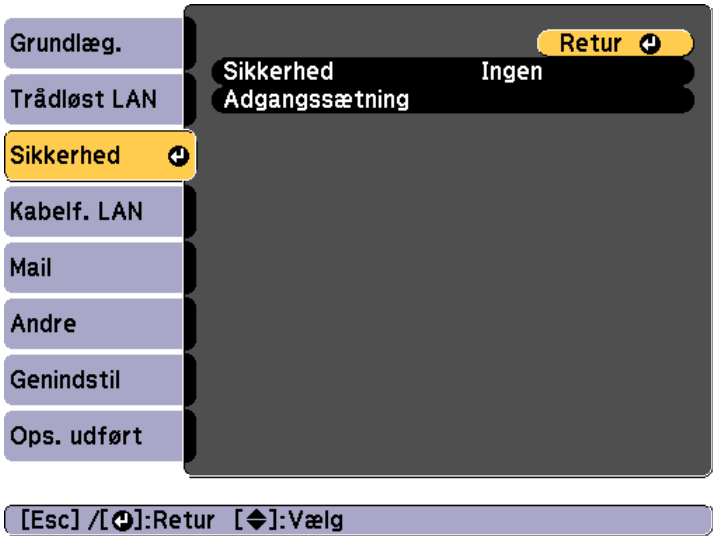 Grundlæg.
Trådløst LAN
Sikkerhed
Kabelf. LAN
Mail
Andre
Genindstil
Ops. udført
Retur
Sikkerhed Ingen
Adgangssætning
[Esc] /[⏎]:Retur [◆]:Vælg